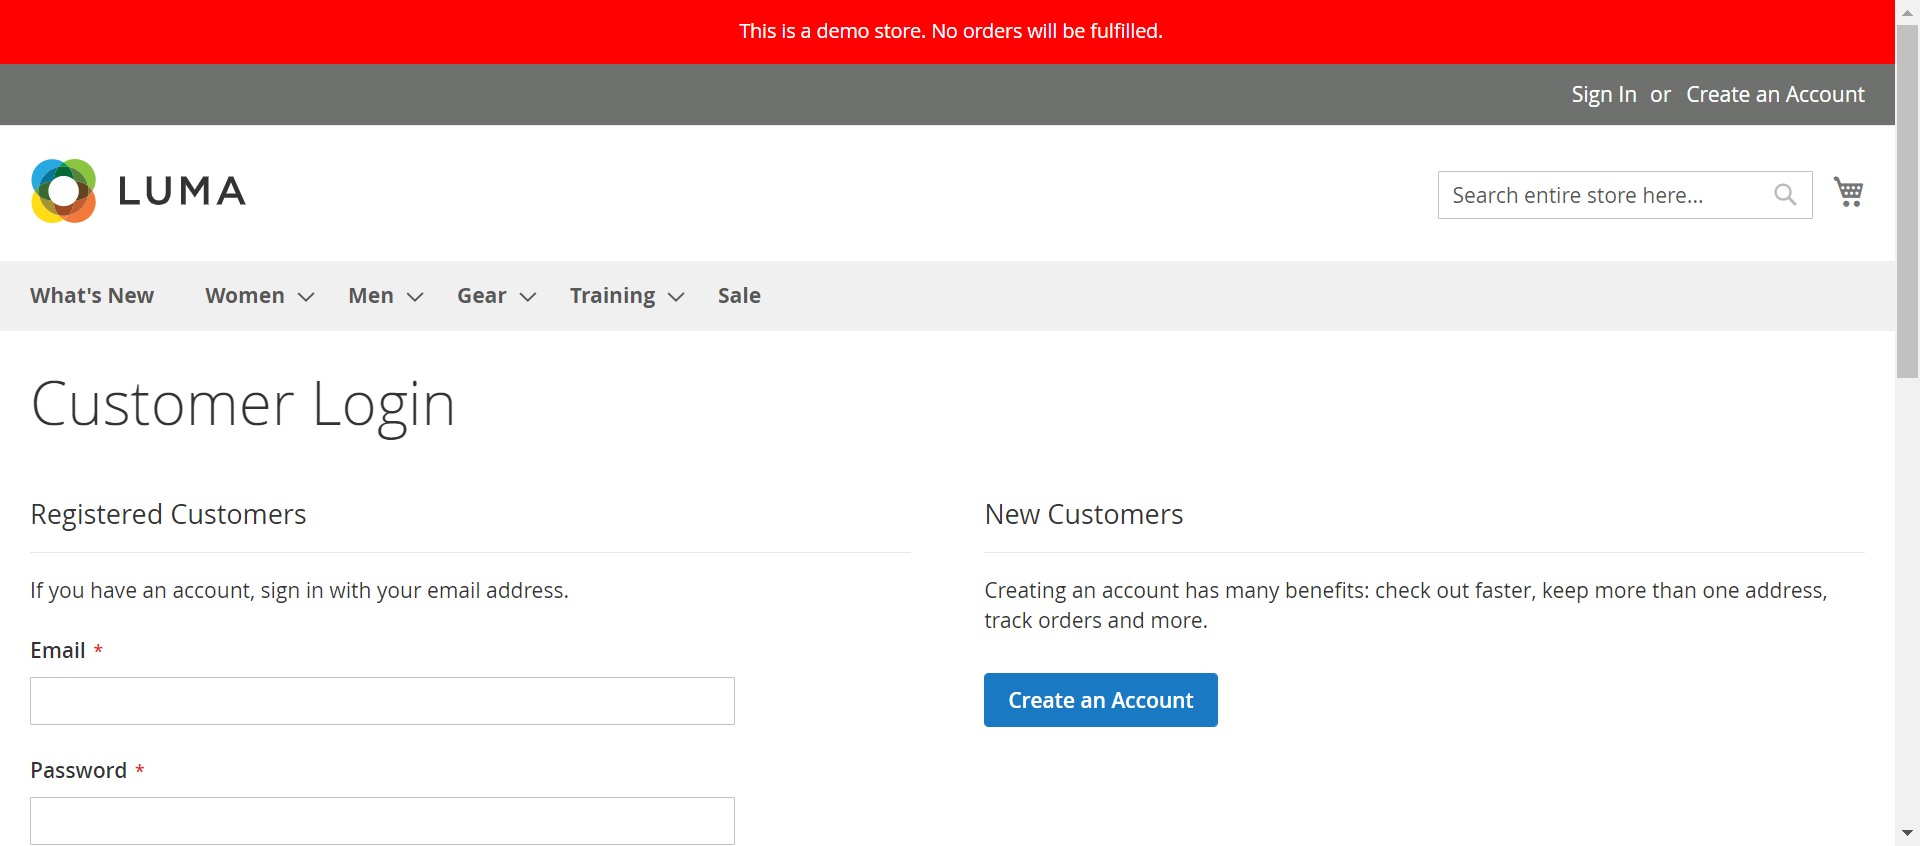 This is a demo store. No orders will be fulfilled.
Sign In or Create an Account
LUMA
Search entire store here...
What's New Women Men Gear Training Sale
Customer Login
Registered Customers
If you have an account, sign in with your email address.
Email *
Password *
New Customers
Creating an account has many benefits: check out faster, keep more than one address,
track orders and more.
Create an Account